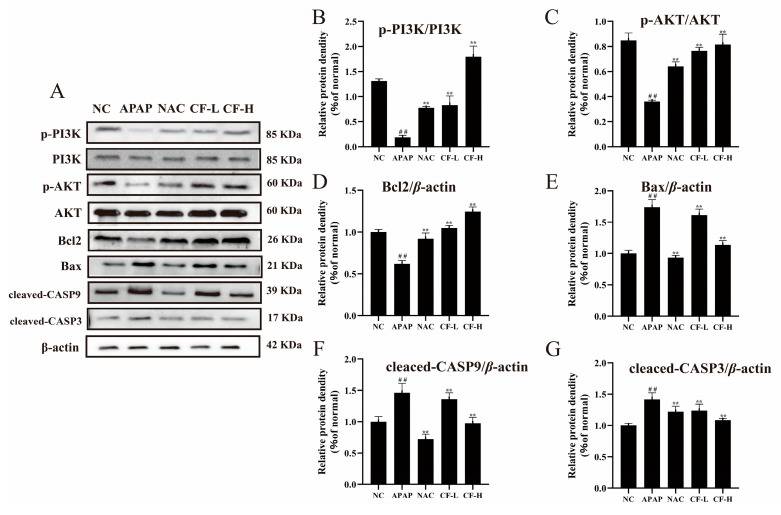 A
NC APAP NAC CF-L CF-H
p-PI3K 85 KDa
PI3K 85 KDa
p-AKT 60 KDa
AKT 60 KDa
Bcl2 26 KDa
Bax 21 KDa
cleaved-CASP9 39 KDa
cleaved-CASP3 17 KDa
β-actin 42 KDa
B
p-PI3K/PI3K
Relative protein dendity
(%of normal)
2.5
2.0
1.5
1.0
0.5
0.0
##
**
**
**
NC APAP NAC CF-L CF-H
C
p-AKT/AKT
Relative protein dendity
(%of normal)
1.0
0.8
0.6
0.4
0.2
0.0
##
**
**
**
NC APAP NAC CF-L CF-H
D
Bcl2/β-actin
Relative protein dendity
(%of normal)
1.5
1.0
0.5
0.0
##
**
**
**
NC APAP NAC CF-L CF-H
E
Bax/β-actin
Relative protein dendity
(%of normal)
2.0
1.5
1.0
0.5
0.0
##
**
**
**
NC APAP NAC CF-L CF-H
F
cleaced-CASP9/β-actin
Relative protein dendity
(%of normal)
2.0
1.5
1.0
0.5
0.0
##
**
**
**
NC APAP NAC CF-L CF-H
G
cleaced-CASP3/β-actin
Relative protein dendity
(%of normal)
2.0
1.5
1.0
0.5
0.0
##
**
**
**
NC APAP NAC CF-L CF-H